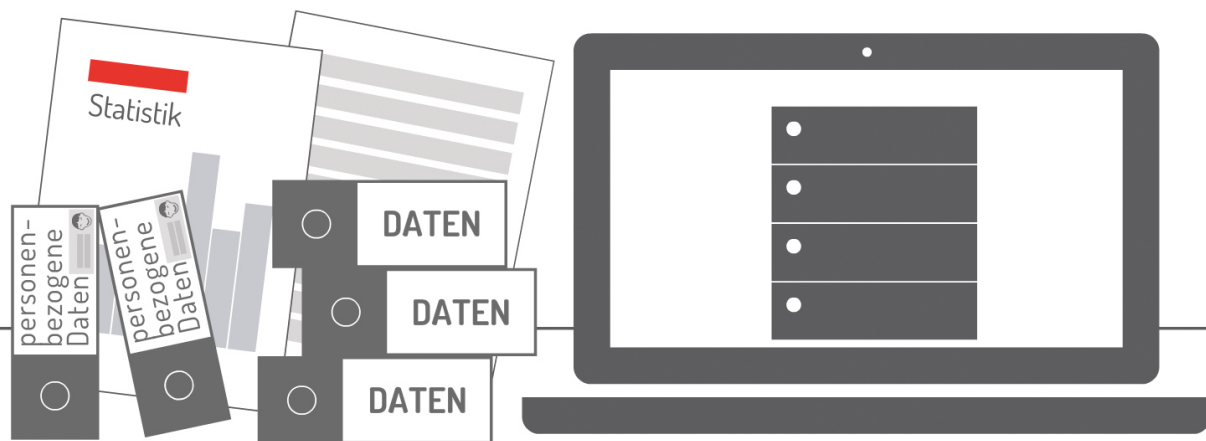 Statistik
personen-
bezogene
Daten
personen-
bezogene
Daten
DATEN
DATEN
DATEN